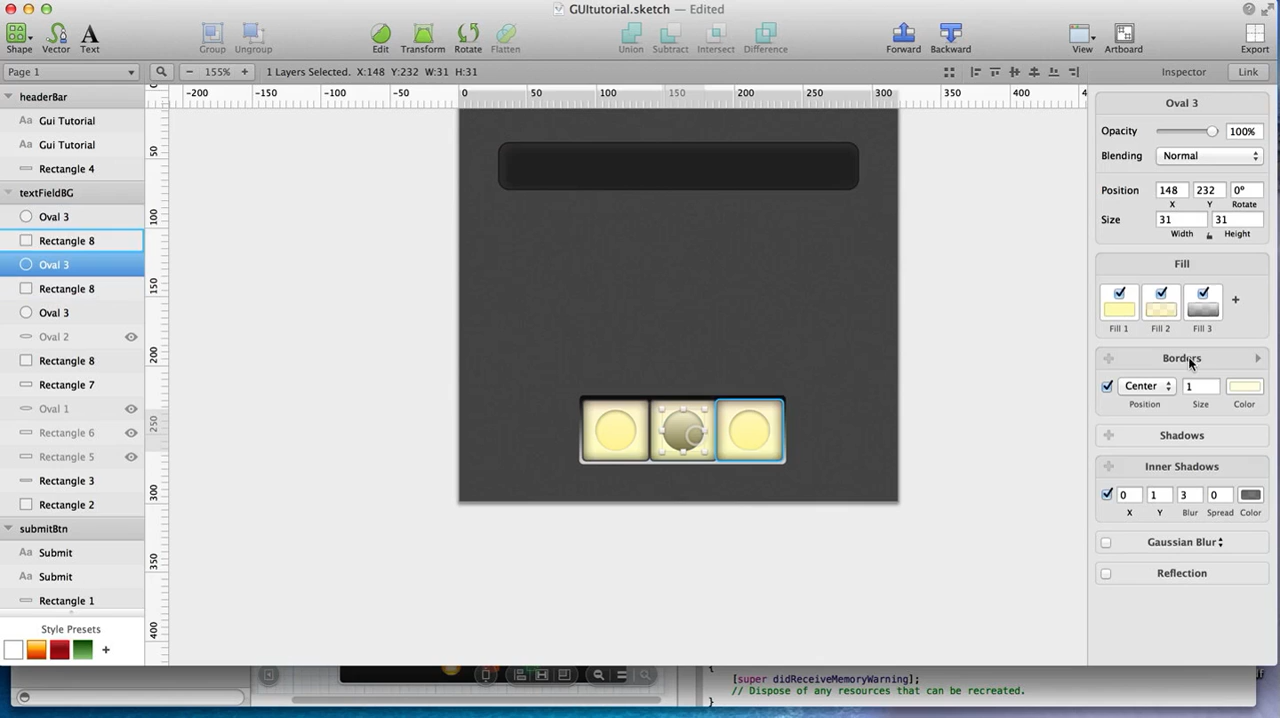 GUItutorial.sketch — Edited
Shape Vector Text Group Ungroup Edit Transform Rotate Flatten Union Subtract Intersect Difference Forward Backward View Artboard Export
Page 1 155% 1 Layers Selected. X:148 Y:232 W:31 H:31 Inspector Link
-200 -150 -100 -50 0 50 100 150 200 250 300
50
100
150
200
250
300
350
400
headerBar
Gui Tutorial
Gui Tutorial
Rectangle 4
textFieldBG
Oval 3
Rectangle 8
Oval 3
Rectangle 8
Oval 3
Oval 2
Rectangle 8
Rectangle 7
Oval 1
Rectangle 6
Rectangle 5
Rectangle 3
Rectangle 2
submitBtn
Submit
Submit
Rectangle 1
Style Presets
Oval 3
Opacity 100%
Blending Normal
Position 148 232 0°
X Y Rotate
Size 31 31
Width Height
Fill
Fill 1 Fill 2 Fill 3
Borders
Center 1
Position Size Color
Shadows
Inner Shadows
0 1 3 0
X Y Blur Spread Color
Gaussian Blur
Reflection
{
[super didReceiveMemoryWarning];
// Dispose of any resources that can be recreated.
}